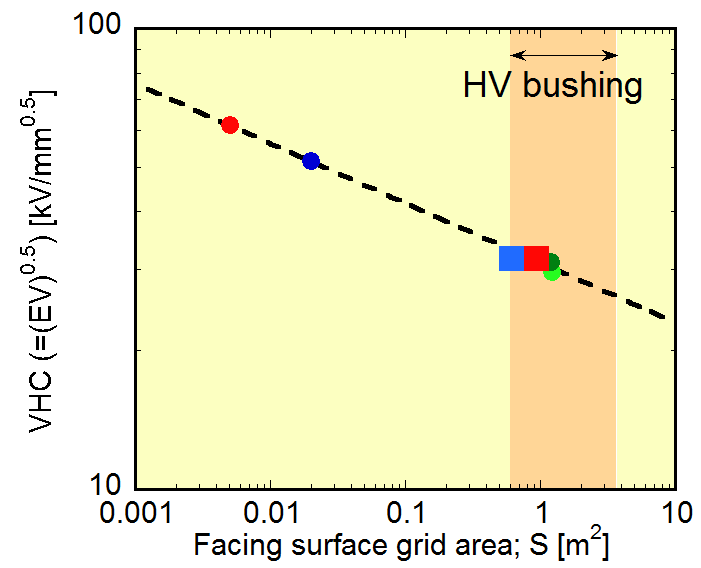 100
HV bushing
VHC (=(EV)^0.5) [kV/mm^0.5]
10
0.001 0.01 0.1 1 10
Facing surface grid area; S [m^2]